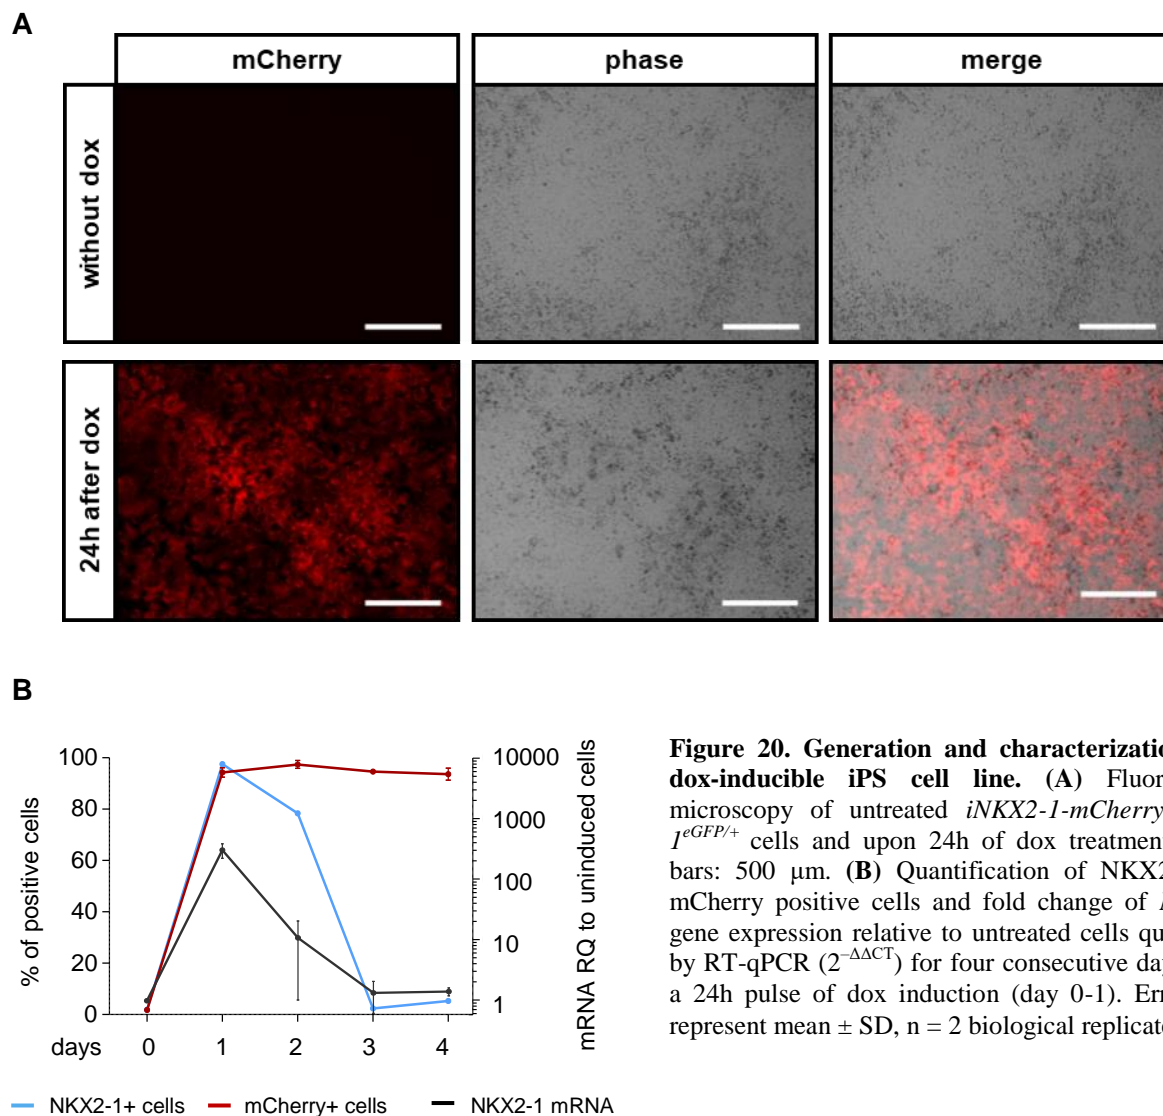 A
mCherry
phase
merge
without dox
24h after dox
B
% of positive cells
100
80
60
40
20
0
10000
1000
100
10
1
mRNA RQ to uninduced cells
days 0 1 2 3 4
NKX2-1+ cells mCherry+ cells NKX2-1 mRNA
Figure 20. Generation and characterizatio
dox-inducible iPS cell line. (A) Fluor
microscopy of untreated iNKX2-1-mCherry
1eGFP/+ cells and upon 24h of dox treatment
bars: 500 μm. (B) Quantification of NKX2
mCherry positive cells and fold change of
gene expression relative to untreated cells qu
by RT-qPCR (2−ΔΔCT) for four consecutive day
a 24h pulse of dox induction (day 0-1). Err
represent mean ± SD, n = 2 biological replicate